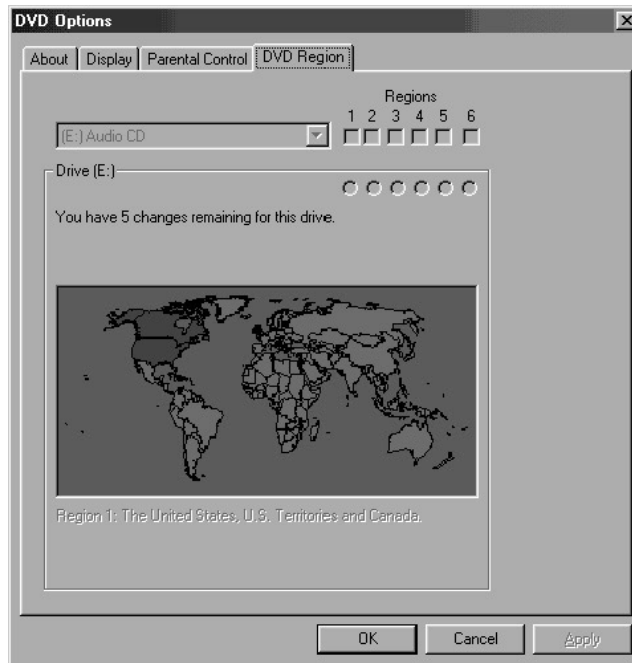 DVD Options
About Display Parental Control DVD Region
Regions
1 2 3 4 5 6
(E:) Audio CD
Drive (E:)
You have 5 changes remaining for this drive.
Region 1: The United States, U.S. Territories and Canada.
OK Cancel Apply